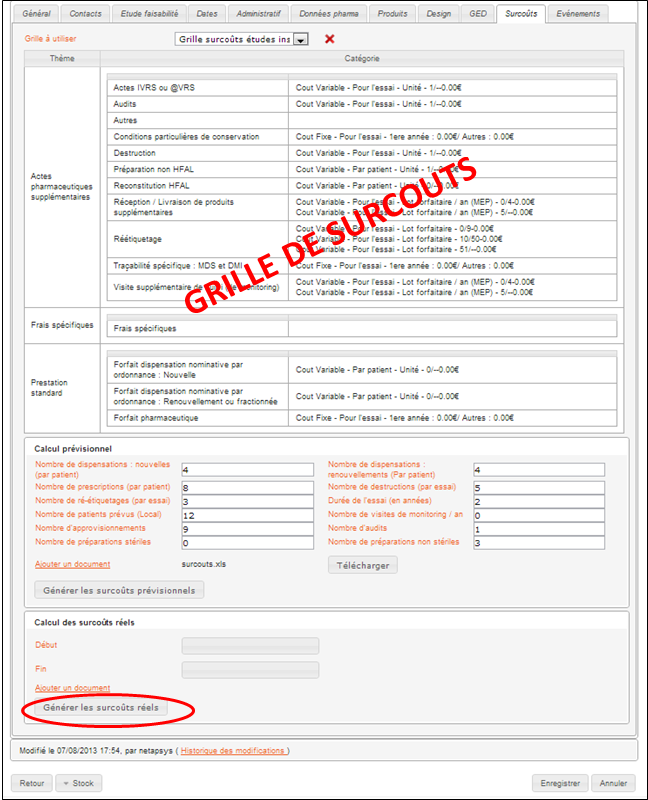 Général Contacts Etude faisabilité Dates Administratif Données pharma Produits Design GED Surcoûts Evènements
Grille à utiliser Grille surcoûts études ins
Thème Catégorie
Actes pharmaceutiques supplémentaires
Actes IVRS ou @VRS Cout Variable - Pour l'essai - Unité - 1/--0.00€
Audits Cout Variable - Pour l'essai - Unité - 1/--0.00€
Autres
Conditions particulières de conservation Cout Fixe - Pour l'essai - 1ere année : 0.00€/ Autres : 0.00€
Destruction Cout Variable - Pour l'essai - Unité - 1/--0.00€
Préparation non HFAL Cout Variable - Par patient - Unité - 1/--0.00€
Reconstitution HFAL Cout Variable - Par patient - Unité - 0/--0.00€
Réception / Livraison de produits supplémentaires Cout Variable - Pour l'essai - Lot forfaitaire / an (MEP) - 0/4-0.00€
Cout Variable - Pour l'essai - Lot forfaitaire / an (MEP) - 5/--0.00€
Réétiquetage Cout Variable - Pour l'essai - Lot forfaitaire - 0/9-0.00€
Cout Variable - Pour l'essai - Lot forfaitaire - 10/50-0.00€
Cout Variable - Pour l'essai - Lot forfaitaire - 51/--0.00€
Traçabilité spécifique : MDS et DMI Cout Fixe - Pour l'essai - 1ere année : 0.00€/ Autres : 0.00€
Visite supplémentaire de monitoring) Cout Variable - Pour l'essai - Lot forfaitaire / an (MEP) - 0/4-0.00€
Cout Variable - Pour l'essai - Lot forfaitaire / an (MEP) - 5/--0.00€
GRILLE DE SURCOUTS
Frais spécifiques
Frais spécifiques
Prestation standard
Forfait dispensation nominative par ordonnance : Nouvelle Cout Variable - Par patient - Unité - 0/--0.00€
Forfait dispensation nominative par ordonnance : Renouvellement ou fractionnée Cout Variable - Par patient - Unité - 0/--0.00€
Forfait pharmaceutique Cout Fixe - Pour l'essai - 1ere année : 0.00€/ Autres : 0.00€
Calcul prévisionnel
Nombre de dispensations : nouvelles (par patient) 4 Nombre de dispensations : renouvellements (Par patient) 4
Nombre de prescriptions (par patient) 8 Nombre de destructions (par essai) 5
Nombre de ré-étiquetages (par essai) 3 Durée de l'essai (en années) 2
Nombre de patients prévus (Local) 12 Nombre de visites de monitoring / an 0
Nombre d'approvisionnements 9 Nombre d'audits 1
Nombre de préparations stériles 0 Nombre de préparations non stériles 3
Ajouter un document surcouts.xls Télécharger
Générer les surcoûts prévisionnels
Calcul des surcoûts réels
Début
Fin
Ajouter un document
Générer les surcoûts réels
Modifié le 07/08/2013 17:54, par netapsys ( Historique des modifications )
Retour Stock Enregistrer Annuler